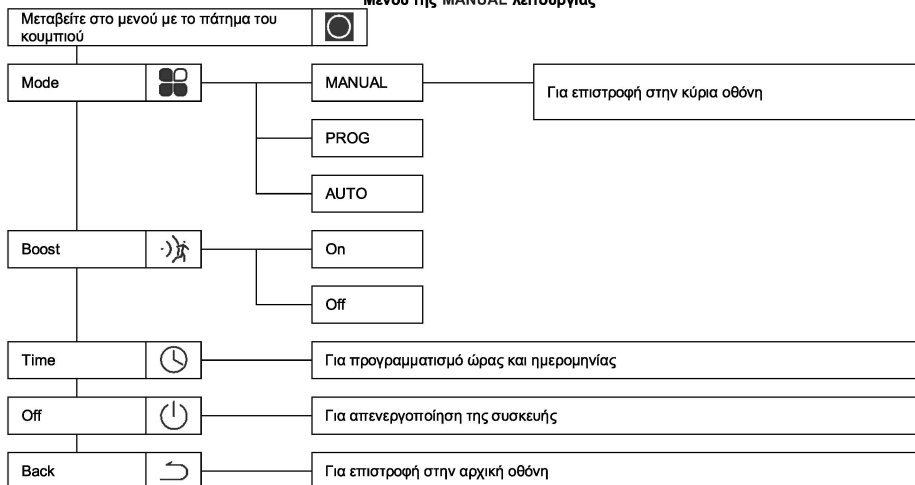 Μενού της MANUAL λειτουργίας
Μεταβείτε στο μενού με το πάτημα του
κουμπιού
Mode
MANUAL
Για επιστροφή στην κύρια οθόνη
PROG
AUTO
Boost
On
Off
Time
Για προγραμματισμό ώρας και ημερομηνίας
Off
Για απενεργοποίηση της συσκευής
Back
Για επιστροφή στην αρχική οθόνη